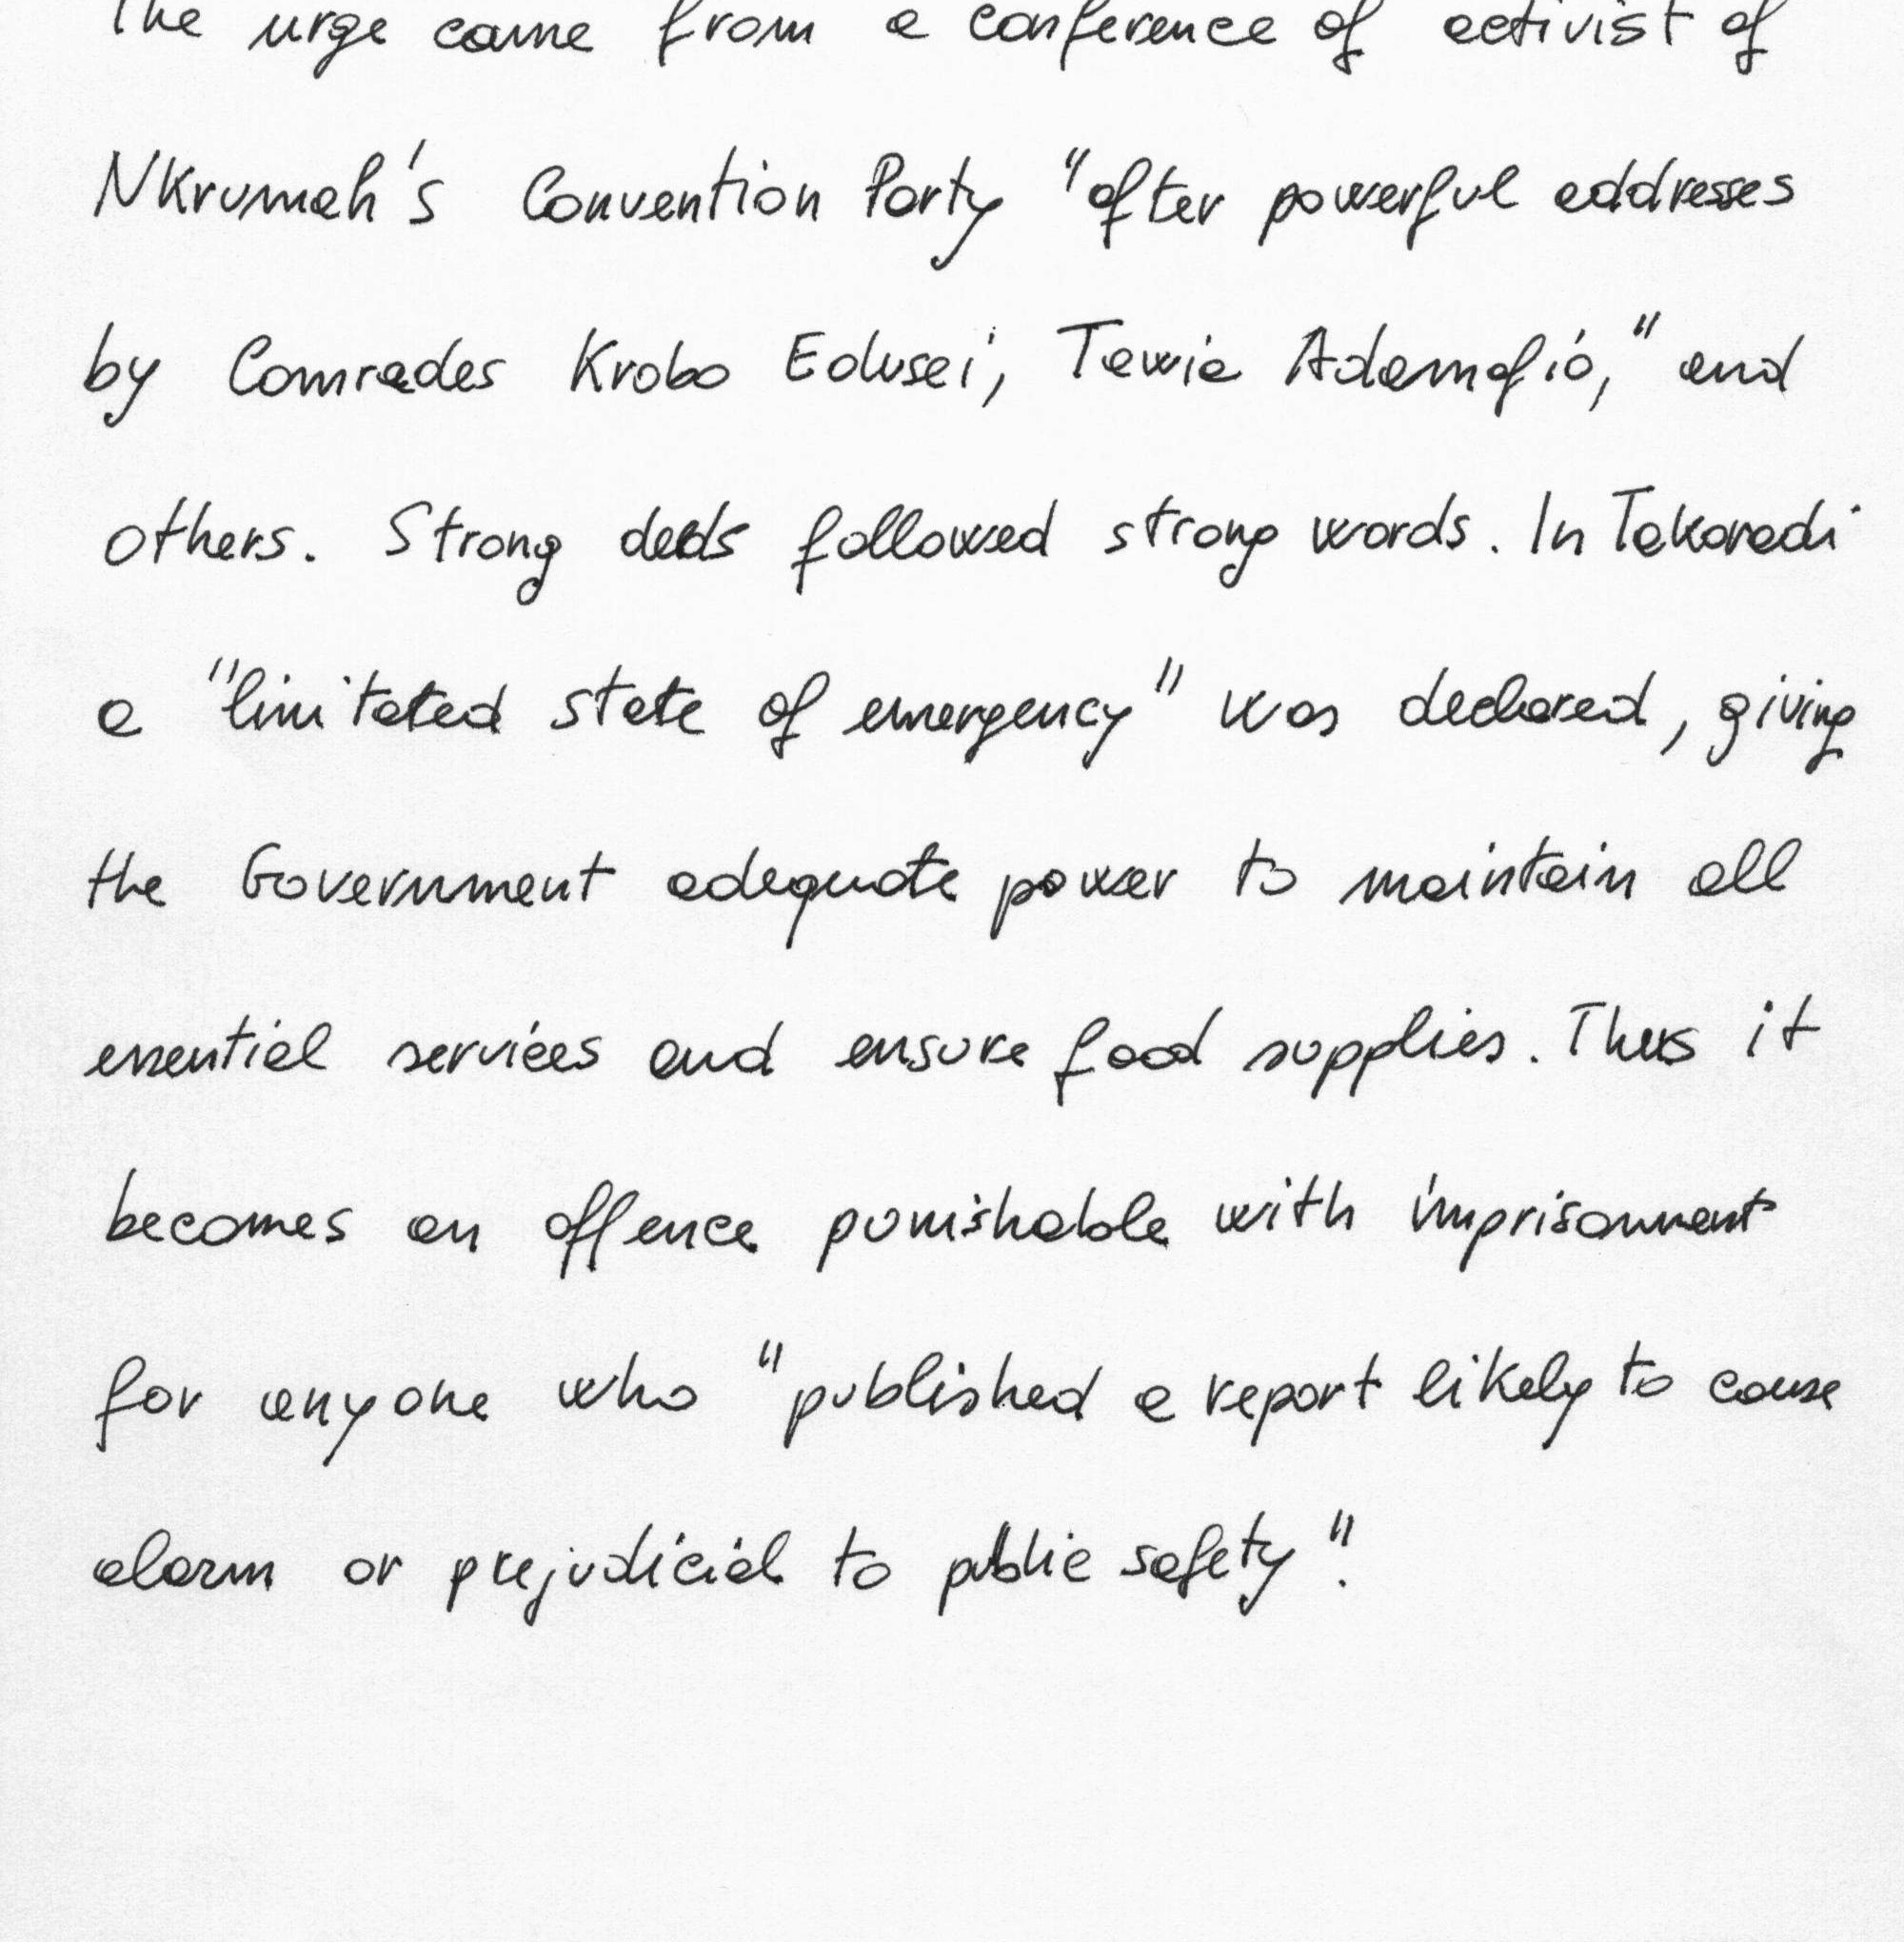 The urge came from a conference of activist of
Nkrumah's Convention Party "after powerful addresses
by Comrades Krobo Edusei, Tawia Adamafio," and
others. Strong deeds followed strong words. In Takoradi
a "limitated state of emergency" was declared, giving
the Government adequate power to maintain all
essential services and ensure food supplies. Thus it
becomes an offence punishable with imprisonment
for anyone who "published a report likely to cause
alarm or prejudicial to public safety".